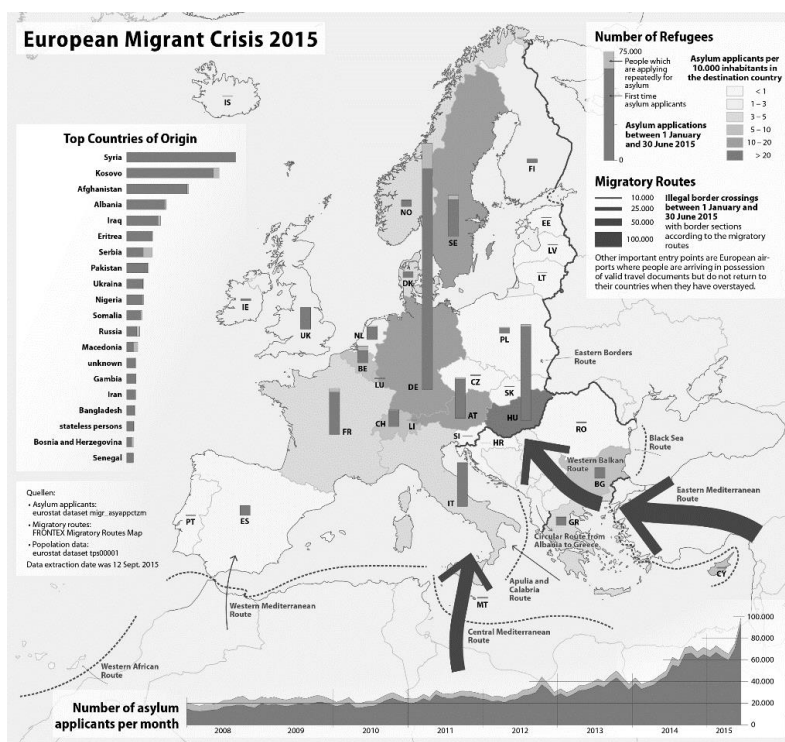 European Migrant Crisis 2015
Number of Refugees
75.000
People which
are applying
repeatedly for
asylum
First time
asylum applicants
Asylum applications
between 1 January
and 30 June 2015
0
Asylum applicants per
10.000 inhabitants in
the destination country
< 1
1 – 3
3 – 5
5 – 10
10 – 20
> 20
Migratory Routes
10.000
25.000
50.000
100.000
Illegal border crossings
between 1 January and
30 June 2015
with border sections
according to the migratory
routes
Other important entry points are European air-
ports where people are arriving in possession
of valid travel documents but do not return to
their countries when they have overstayed.
Top Countries of Origin
Syria
Kosovo
Afghanistan
Albania
Iraq
Eritrea
Serbia
Pakistan
Ukraina
Nigeria
Somalia
Russia
Macedonia
unknown
Gambia
Iran
Bangladesh
stateless persons
Bosnia and Herzegovina
Senegal
IS
NO
SE
FI
EE
LV
LT
DK
IE
UK
NL
BE
LU
DE
PL
CZ
SK
AT
HU
CH
LI
FR
SI
HR
RO
BG
IT
GR
PT
ES
MT
CY
Eastern Borders
Route
Black Sea
Route
Western Balkan
Route
Eastern Mediterranean
Route
Circular Route from
Albania to Greece
Apulia and
Calabria
Route
Central Mediterranean
Route
Western Mediterranean
Route
Western African
Route
Quellen:
• Asylum applicants:
eurostat dataset migr_asyappctzm
• Migratory routes:
FRONTEX Migratory Routes Map
• Popolation data:
eurostat dataset tps00001
Data extraction date was 12 Sept. 2015
Number of asylum
applicants per month
100.000
80.000
60.000
40.000
20.000
0
2008
2009
2010
2011
2012
2013
2014
2015